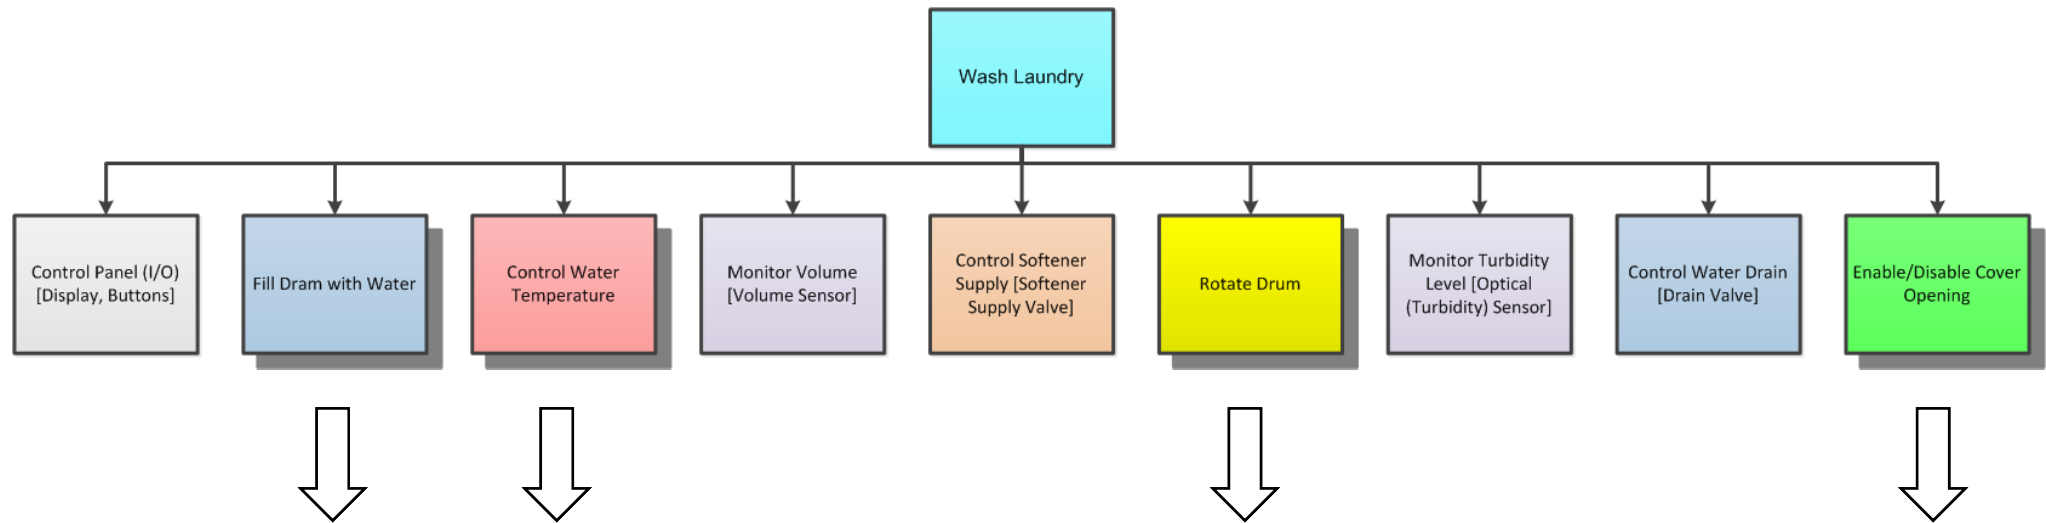 Wash Laundry
Control Panel (I/O)
[Display, Buttons]
Fill Dram with Water
Control Water
Temperature
Monitor Volume
[Volume Sensor]
Control Softener
Supply [Softener
Supply Valve]
Rotate Drum
Monitor Turbidity
Level [Optical
(Turbidity) Sensor]
Control Water Drain
[Drain Valve]
Enable/Disable Cover
Opening